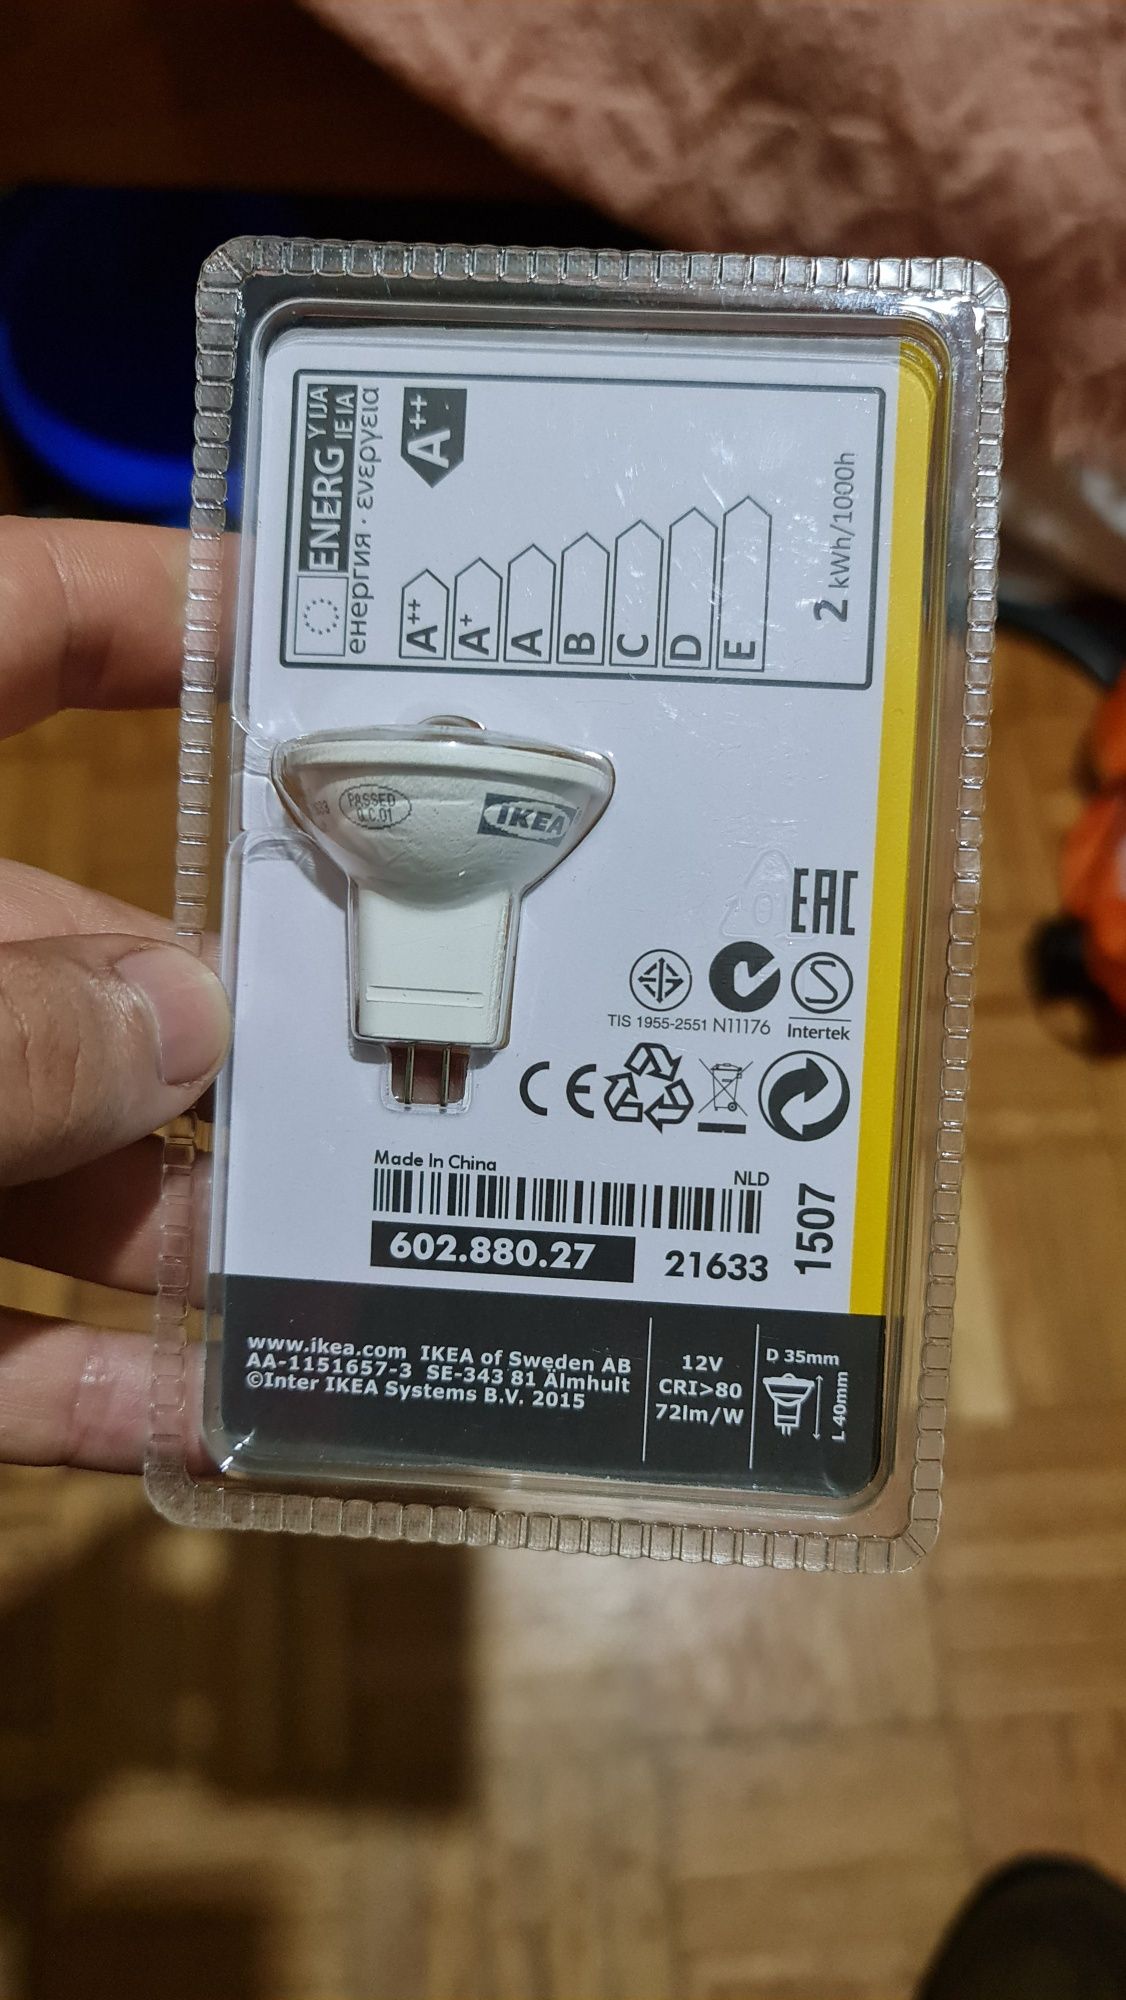 ENERG Y IJA
IE IA
енергия · ενεργεια
A++
A++
A+
A
B
C
D
E
2 kWh/1000h
PASSED
Q.C.01
IKEA
EAC
TIS 1955-2551 N11176
S
Intertek
CE
Made In China
NLD
602.880.27
21633
1507
www.ikea.com IKEA of Sweden AB
AA-1151657-3 SE-343 81 Älmhult
©Inter IKEA Systems B.V. 2015
12V
CRI>80
72lm/W
D 35mm
L 40mm